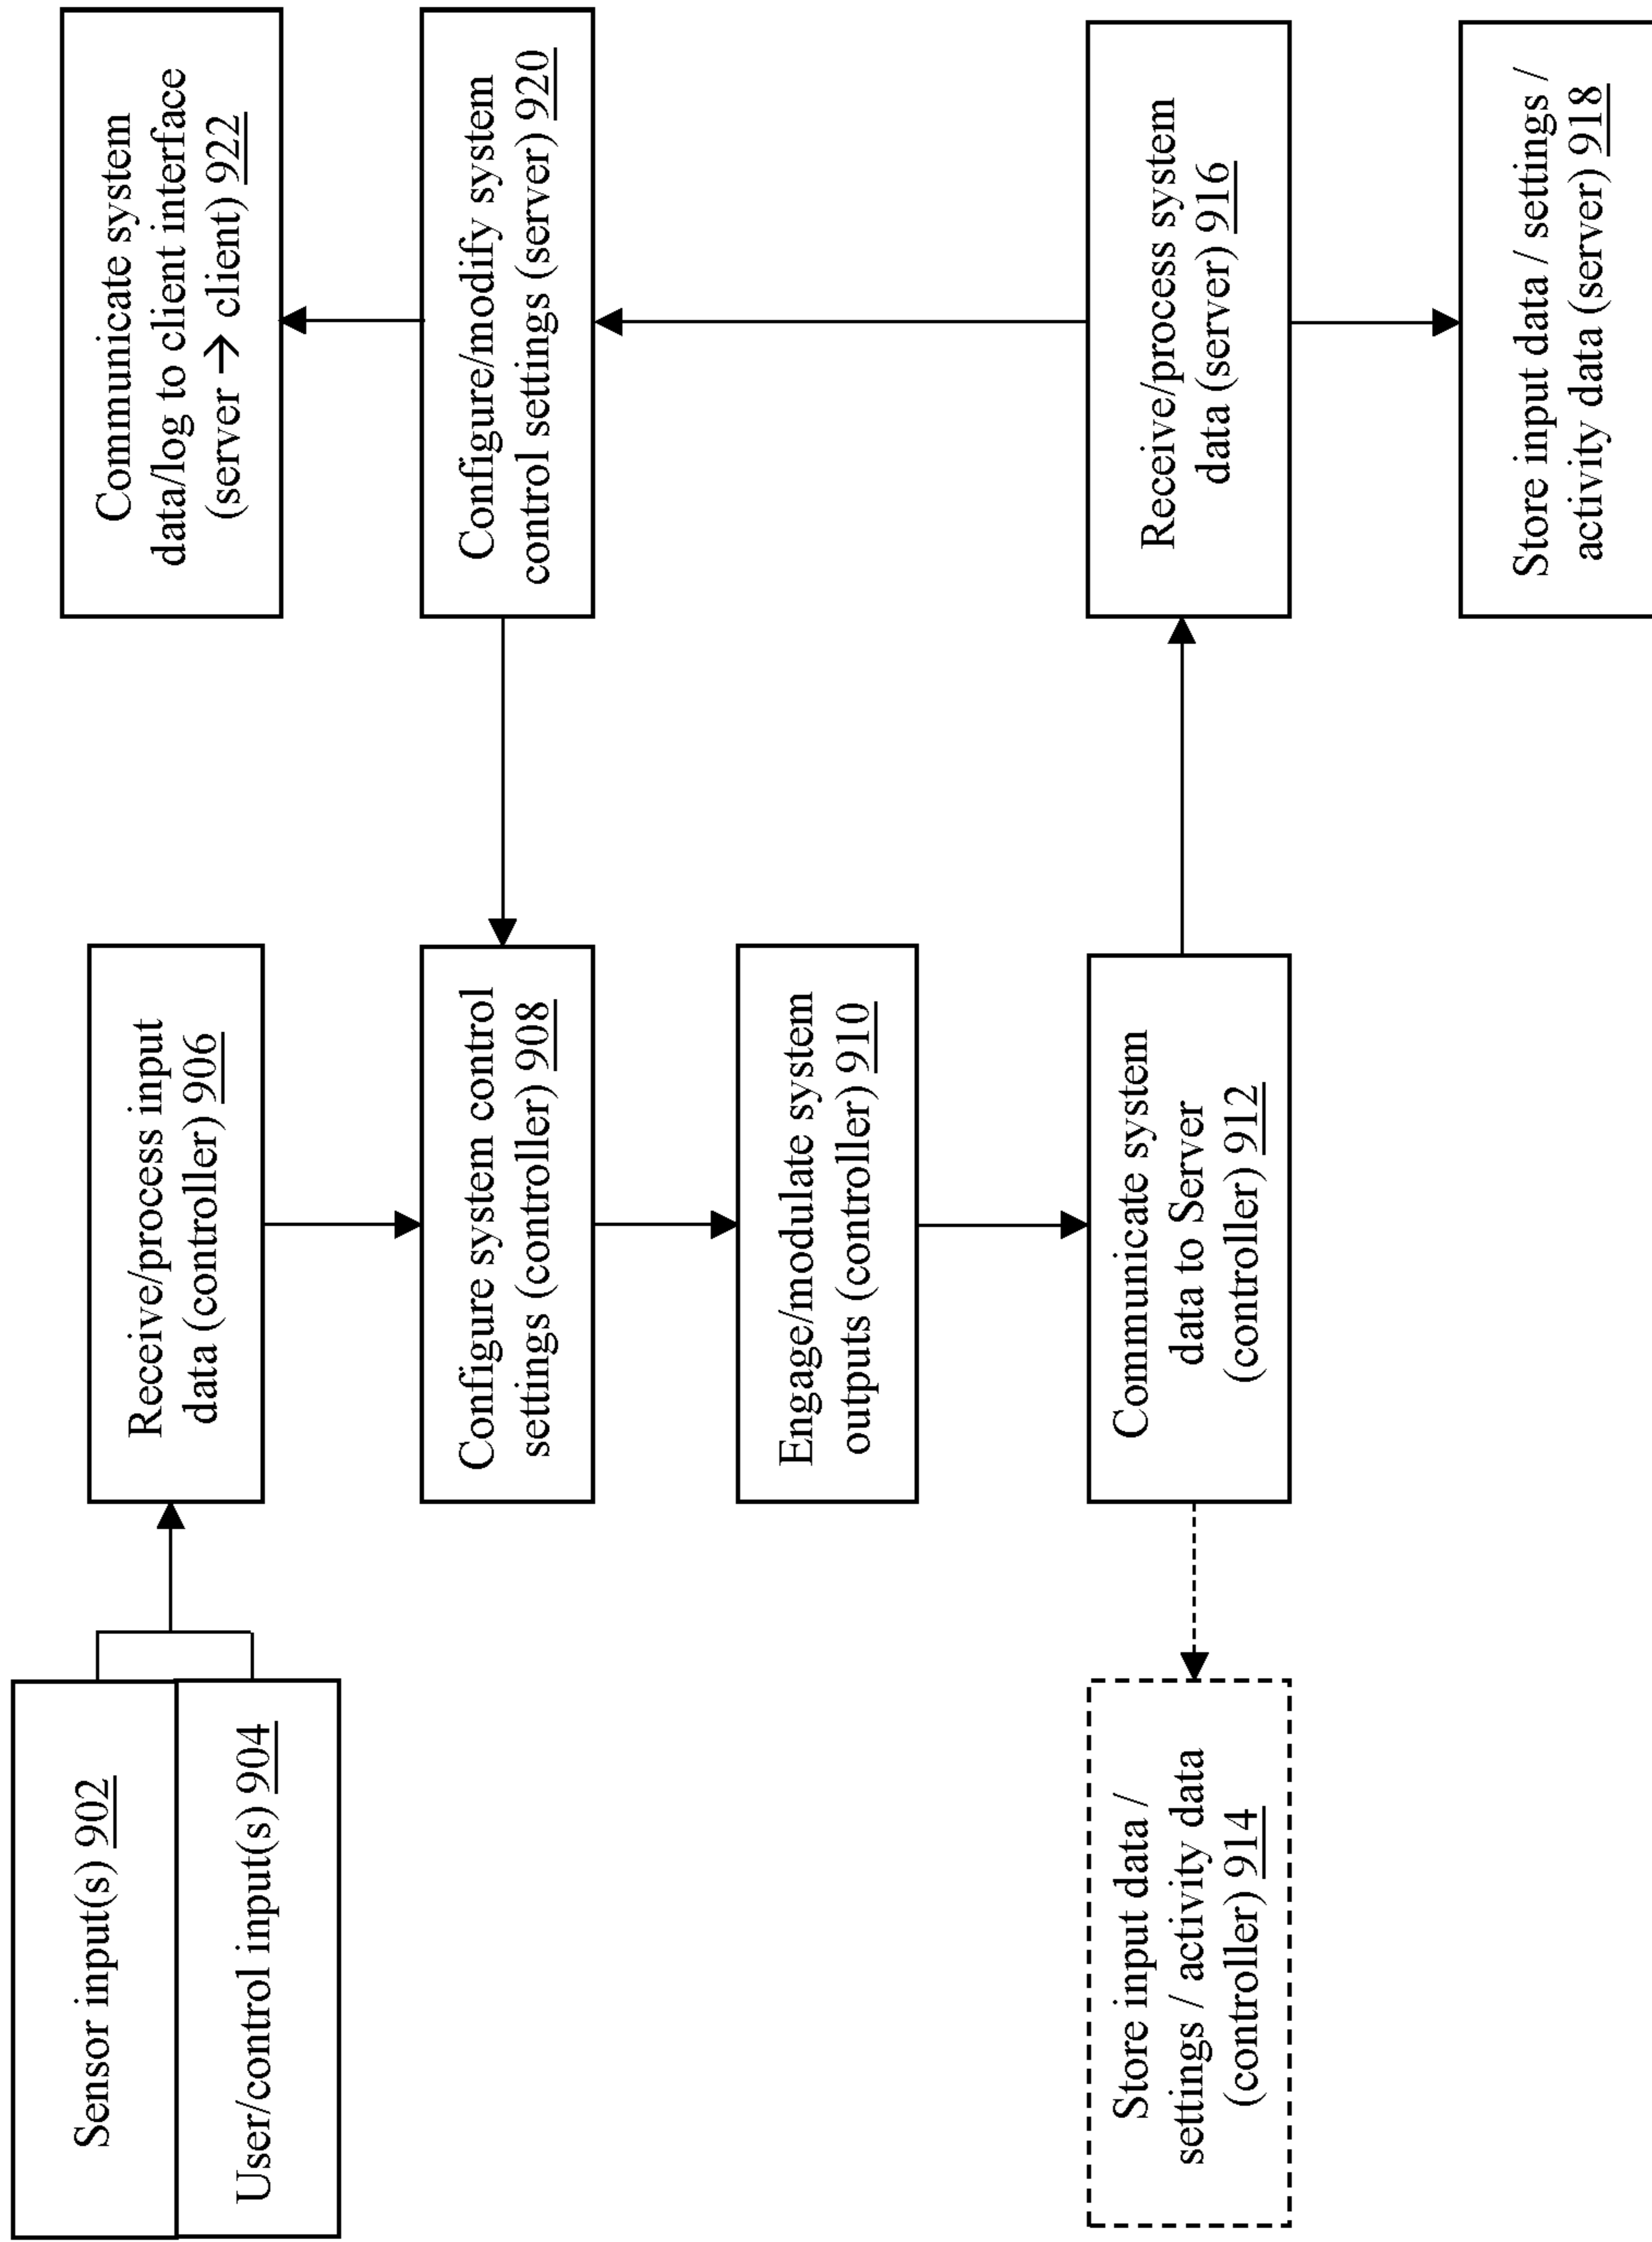 Sensor input(s) 902
User/control input(s) 904
Receive/process input
data (controller) 906
Configure system control
settings (controller) 908
Engage/modulate system
outputs (controller) 910
Communicate system
data to Server
(controller) 912
Store input data /
settings / activity data
(controller) 914
Receive/process system
data (server) 916
Store input data / settings /
activity data (server) 918
Configure/modify system
control settings (server) 920
Communicate system
data/log to client interface
(server → client) 922